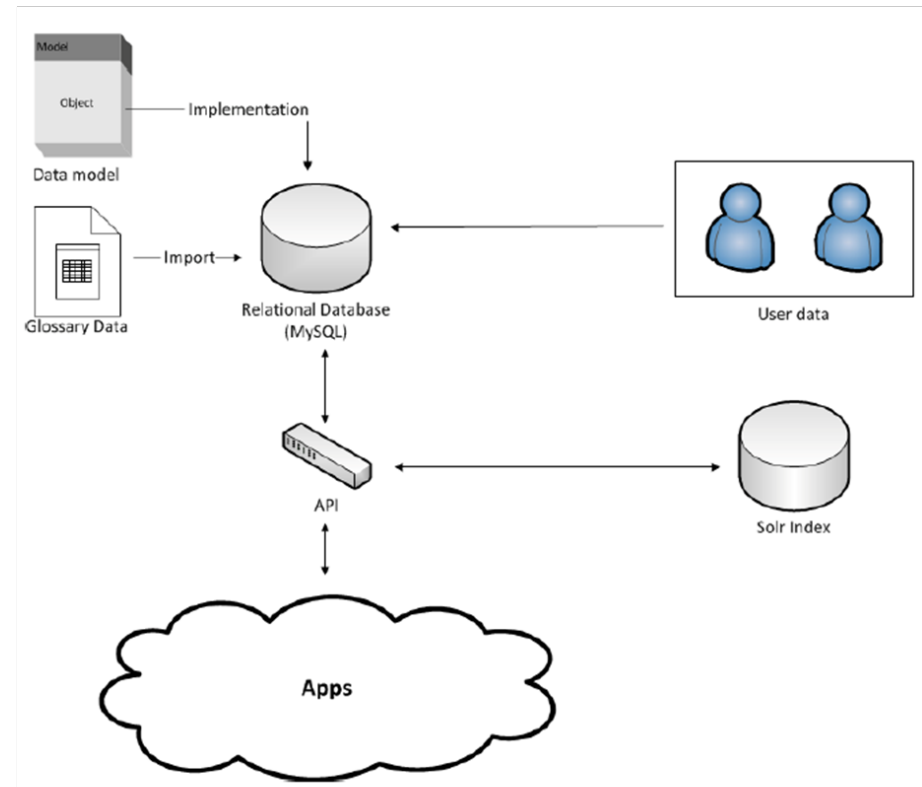 Model
Object
Implementation
Data model
Import
Glossary Data
Relational Database
(MySQL)
User data
API
Solr Index
Apps